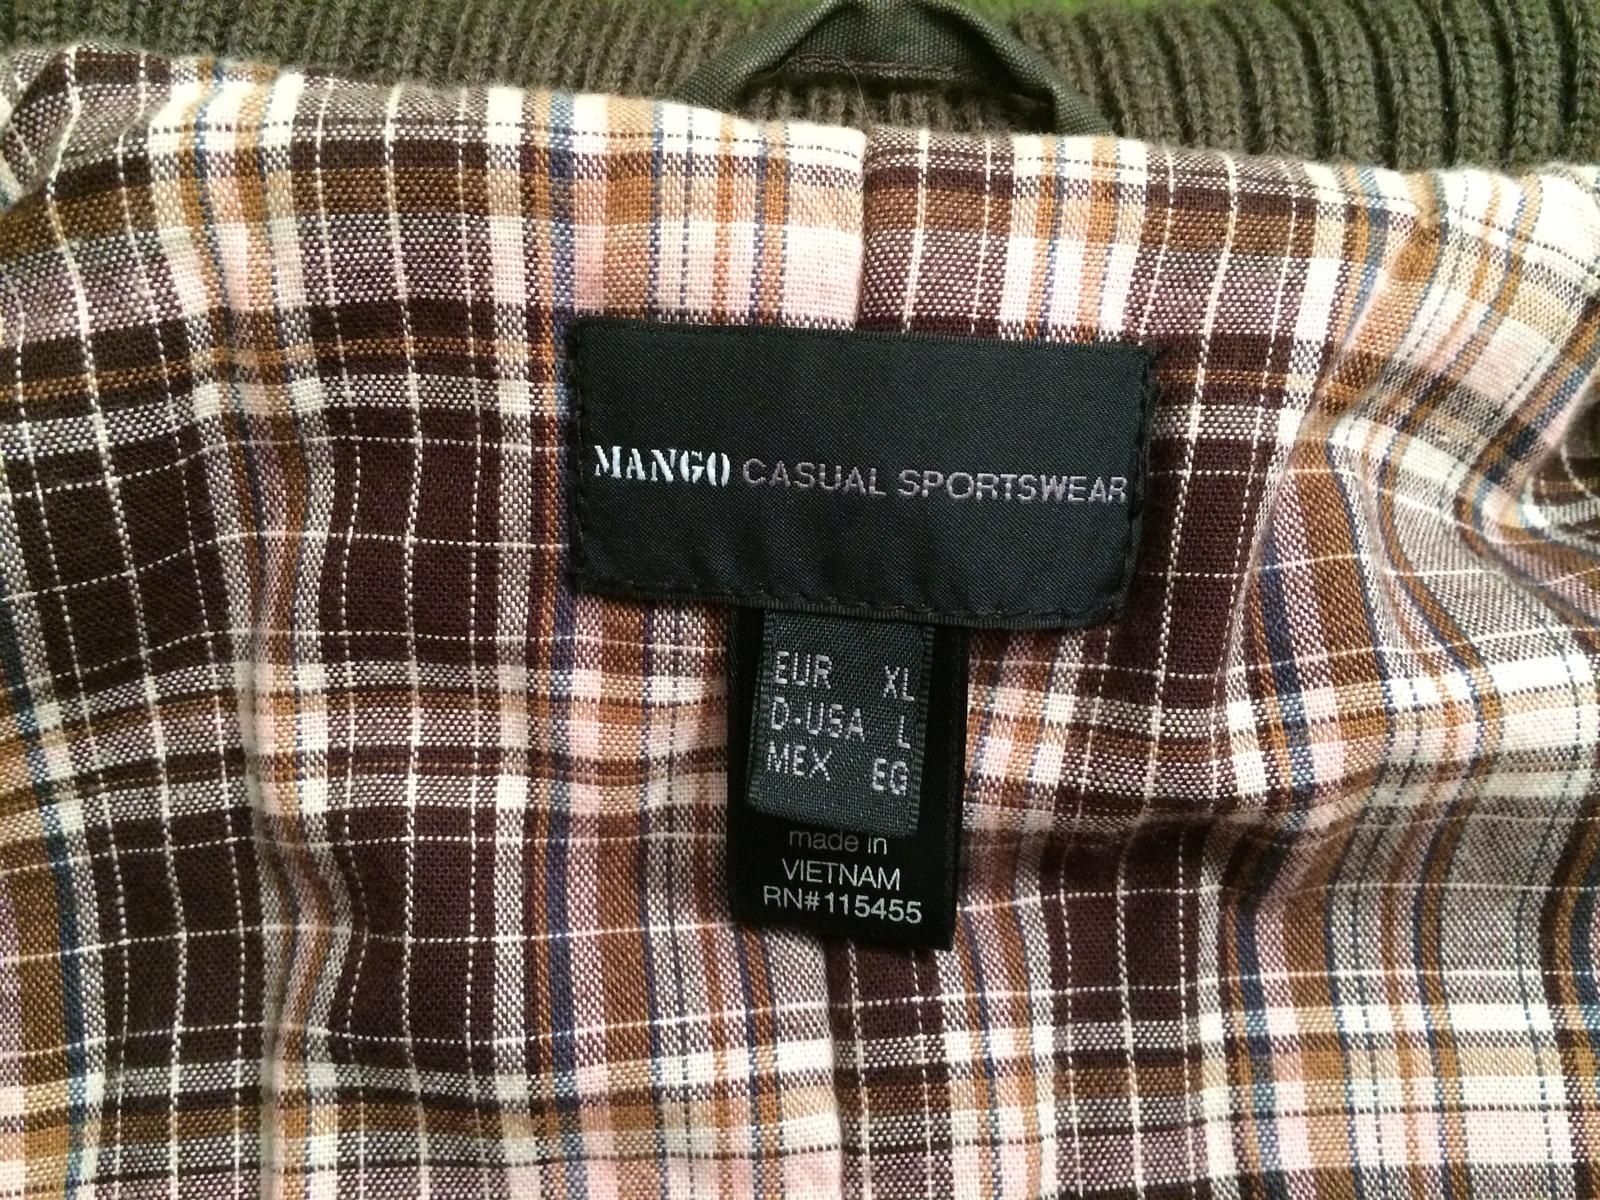 MANGO CASUAL SPORTSWEAR
EUR XL
D-USA L
MEX EG
made in
VIETNAM
RN#115455